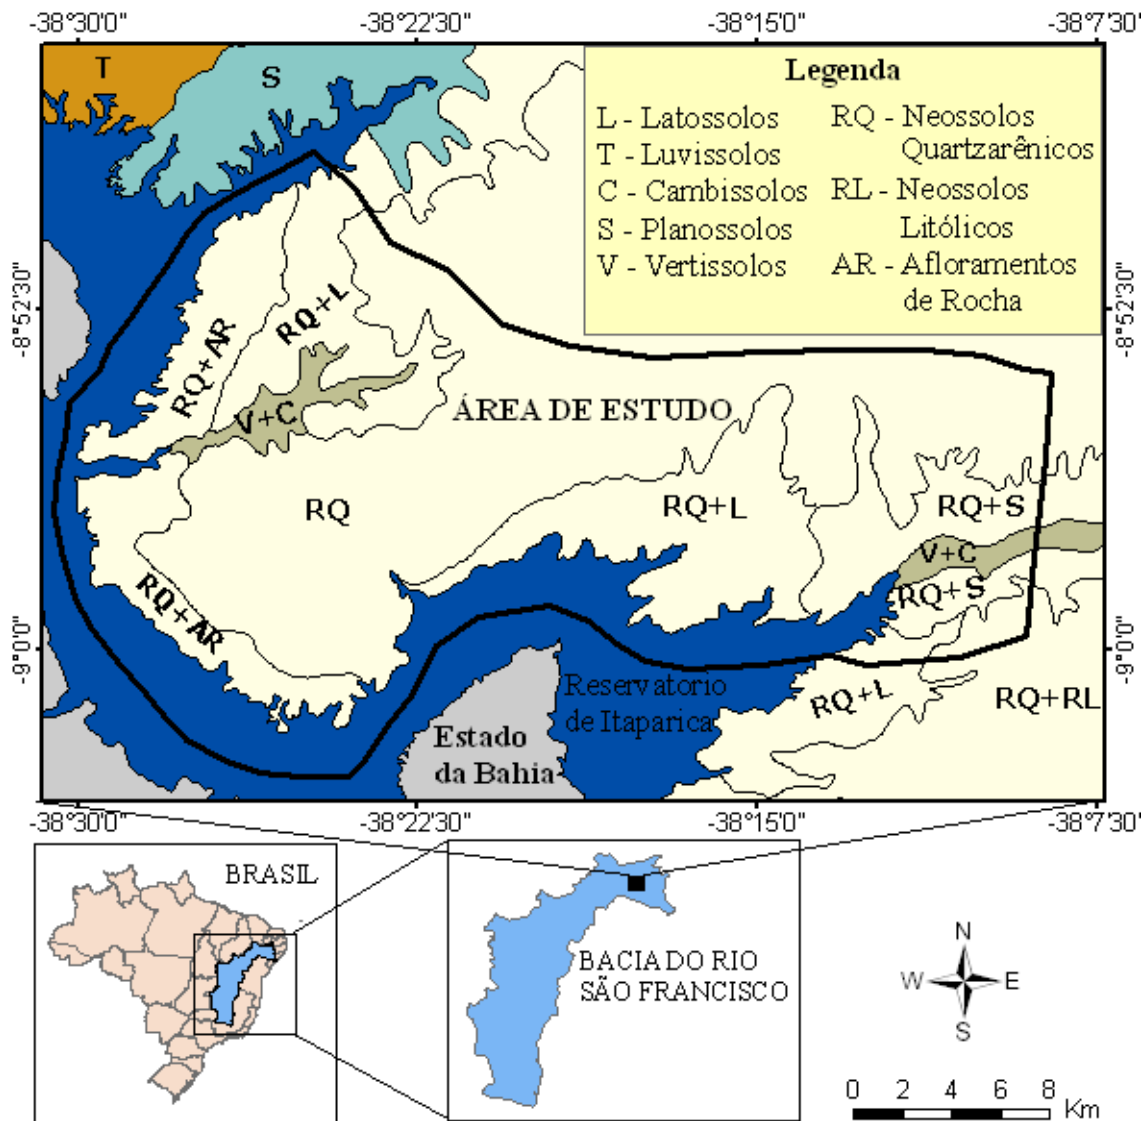 -38°30'0"
-38°22'30"
-38°15'0"
-38°7'30"
T
S
Legenda
L - Latossolos
T - Luvissolos
C - Cambissolos
S - Planossolos
V - Vertissolos
RQ - Neossolos
Quartzarênicos
RL - Neossolos
Litólicos
AR - Afloramentos
de Rocha
-8°52'30"
-8°52'30"
RQ+AR
RQ+L
V+C
ÁREA DE ESTUDO
RQ
RQ+L
RQ+S
V+C
RQ+S
RQ+AR
-9°0'0"
-9°0'0"
Reservatorio
de Itaparica
RQ+L
RQ+RL
Estado
da Bahia
-38°30'0"
-38°22'30"
-38°15'0"
-38°7'30"
BRASIL
BACIA DO RIO
SÃO FRANCISCO
N
W
E
S
0 2 4 6 8
Km